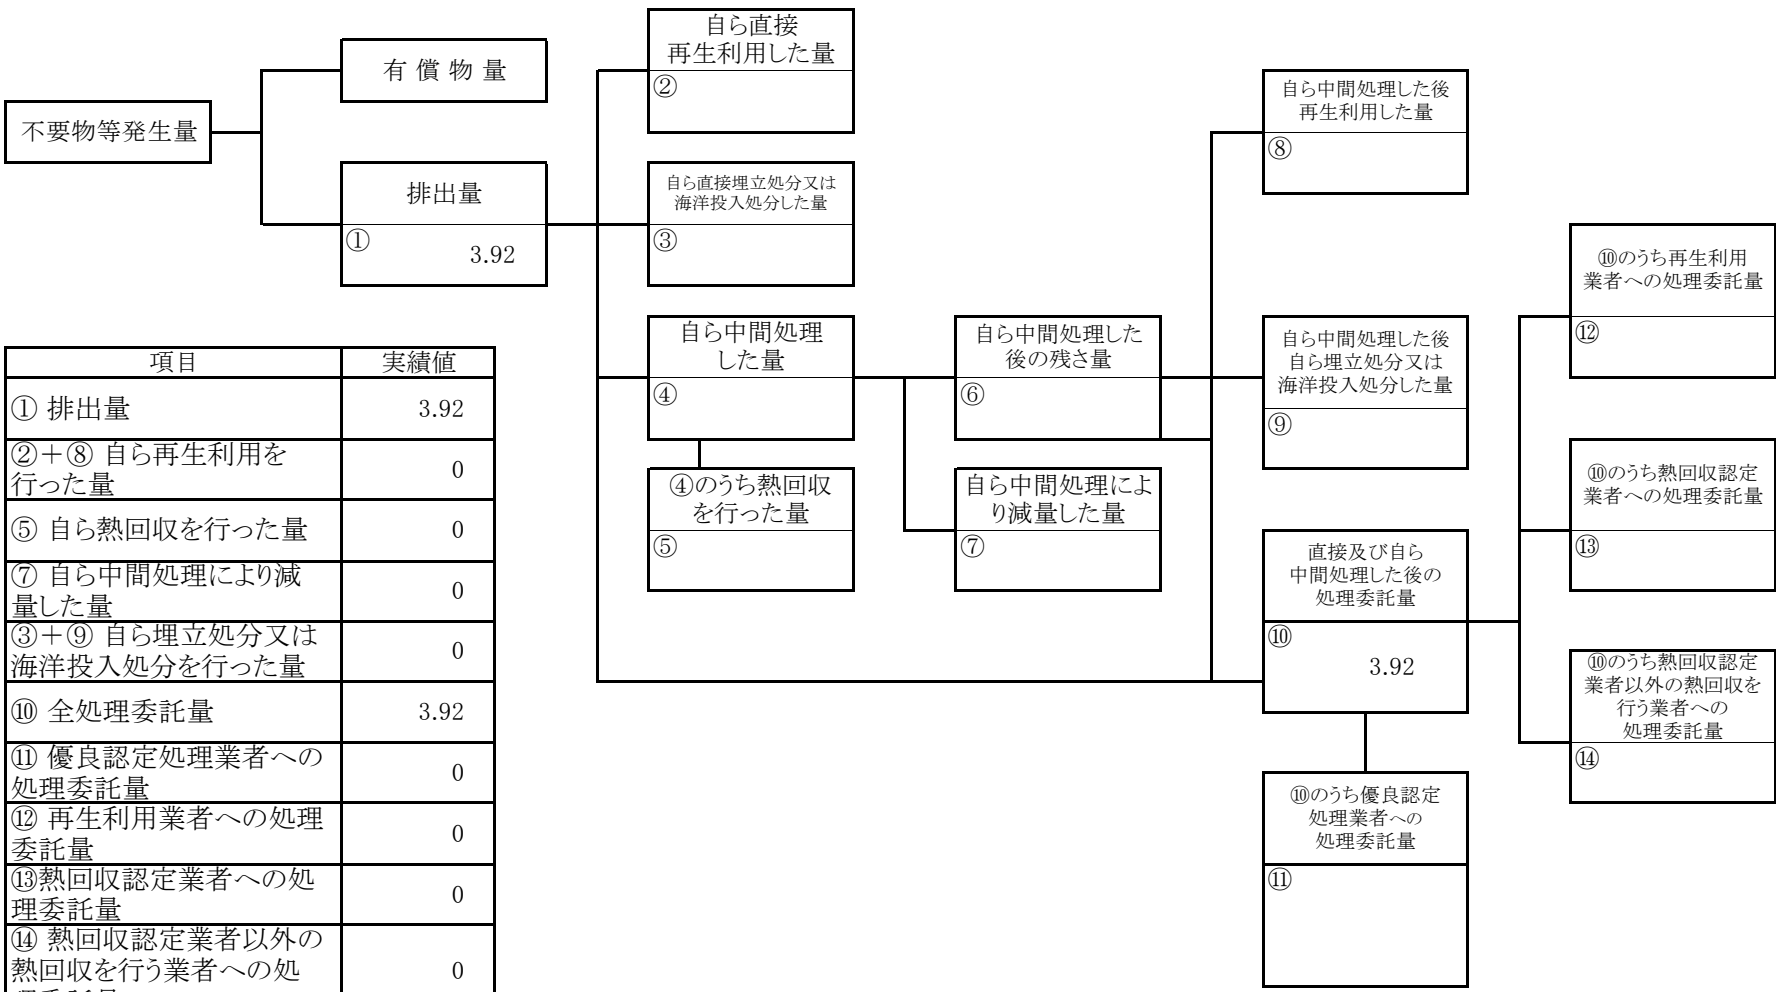 不要物等発生量
有 償 物 量
排出量
①
3.92
自ら直接
再生利用した量
②
自ら直接埋立処分又は
海洋投入処分した量
③
自ら中間処理
した量
④
④のうち熱回収
を行った量
⑤
自ら中間処理した
後の残さ量
⑥
自ら中間処理によ
り減量した量
⑦
自ら中間処理した後
再生利用した量
⑧
自ら中間処理した後
自ら埋立処分又は
海洋投入処分した量
⑨
直接及び自ら
中間処理した後の
処理委託量
⑩
3.92
⑩のうち優良認定
処理業者への
処理委託量
⑪
⑩のうち再生利用
業者への処理委託量
⑫
⑩のうち熱回収認定
業者への処理委託量
⑬
⑩のうち熱回収認定
業者以外の熱回収を
行う業者への
処理委託量
⑭
項目 実績値
① 排出量 3.92
②＋⑧ 自ら再生利用を
行った量 0
⑤ 自ら熱回収を行った量 0
⑦ 自ら中間処理により減
量した量 0
③＋⑨ 自ら埋立処分又は
海洋投入処分を行った量 0
⑩ 全処理委託量 3.92
⑪ 優良認定処理業者への
処理委託量 0
⑫ 再生利用業者への処理
委託量 0
⑬熱回収認定業者への処
理委託量 0
⑭ 熱回収認定業者以外の
熱回収を行う業者への処 0